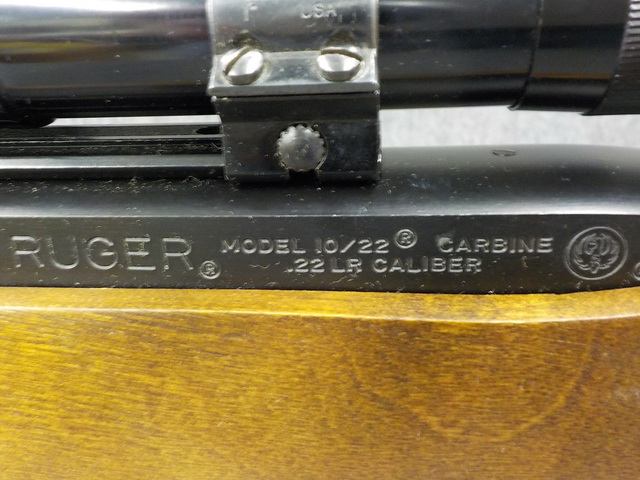 USA
RUGER®
MODEL 10/22® CARBINE
.22 LR CALIBER